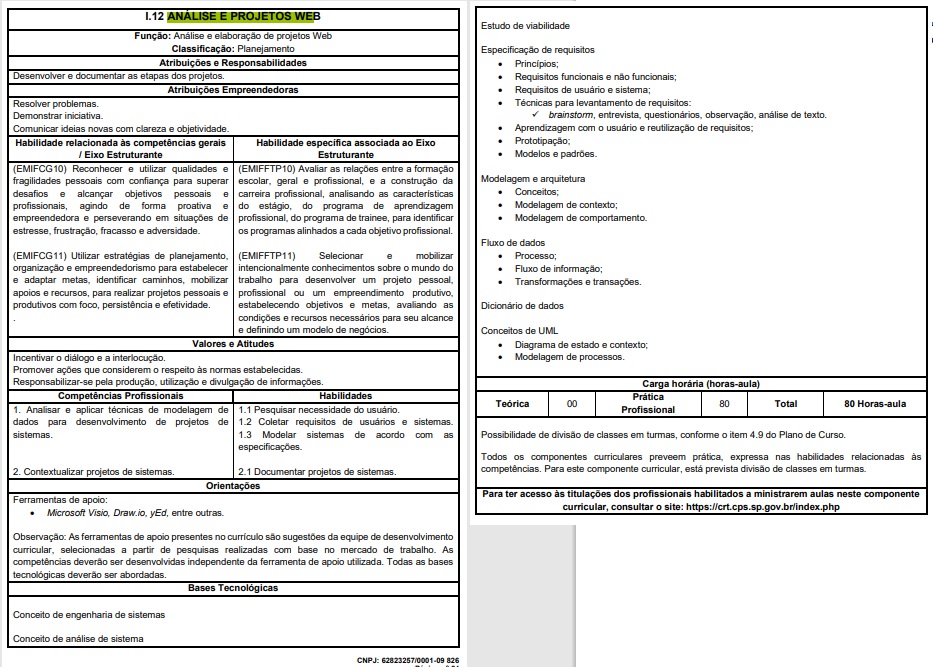 I.12 ANÁLISE E PROJETOS WEB
Função: Análise e elaboração de projetos Web
Classificação: Planejamento
Atribuições e Responsabilidades
Desenvolver e documentar as etapas dos projetos.
Atribuições Empreendedoras
Resolver problemas.
Demonstrar iniciativa.
Comunicar ideias novas com clareza e objetividade.
Habilidade relacionada às competências gerais
/ Eixo Estruturante
(EMIFCG10) Reconhecer e utilizar qualidades e
fragilidades pessoais com confiança para superar
desafios e alcançar objetivos pessoais e
profissionais, agindo de forma proativa e
empreendedora e perseverando em situações de
estresse, frustração, fracasso e adversidade.
(EMIFCG11) Utilizar estratégias de planejamento,
organização e empreendedorismo para estabelecer
e adaptar metas, identificar caminhos, mobilizar
apoios e recursos, para realizar projetos pessoais e
produtivos com foco, persistência e efetividade.
.
Habilidade específica associada ao Eixo
Estruturante
(EMIFFTP10) Avaliar as relações entre a formação
escolar, geral e profissional, e a construção da
carreira profissional, analisando as características
do estágio, do programa de aprendizagem
profissional, do programa de trainee, para identificar
os programas alinhados a cada objetivo profissional.
(EMIFFTP11) Selecionar e mobilizar
intencionalmente conhecimentos sobre o mundo do
trabalho para desenvolver um projeto pessoal,
profissional ou um empreendimento produtivo,
estabelecendo objetivos e metas, avaliando as
condições e recursos necessários para seu alcance
e definindo um modelo de negócios.
Valores e Atitudes
Incentivar o diálogo e a interlocução.
Promover ações que considerem o respeito às normas estabelecidas.
Responsabilizar-se pela produção, utilização e divulgação de informações.
Competências Profissionais
1. Analisar e aplicar técnicas de modelagem de
dados para desenvolvimento de projetos de
sistemas.
2. Contextualizar projetos de sistemas.
Habilidades
1.1 Pesquisar necessidade do usuário.
1.2 Coletar requisitos de usuários e sistemas.
1.3 Modelar sistemas de acordo com as
especificações.
2.1 Documentar projetos de sistemas.
Orientações
Ferramentas de apoio:
• Microsoft Visio, Draw.io, yEd, entre outras.
Observação: As ferramentas de apoio presentes no currículo são sugestões da equipe de desenvolvimento
curricular, selecionadas a partir de pesquisas realizadas com base no mercado de trabalho. As
competências deverão ser desenvolvidas independente da ferramenta de apoio utilizada. Todas as bases
tecnológicas deverão ser abordadas.
Bases Tecnológicas
Conceito de engenharia de sistemas
Conceito de análise de sistema
CNPJ: 62823257/0001-09 826
Estudo de viabilidade
Especificação de requisitos
• Princípios;
• Requisitos funcionais e não funcionais;
• Requisitos de usuário e sistema;
• Técnicas para levantamento de requisitos:
✓ brainstorm, entrevista, questionários, observação, análise de texto.
• Aprendizagem com o usuário e reutilização de requisitos;
• Prototipação;
• Modelos e padrões.
Modelagem e arquitetura
• Conceitos;
• Modelagem de contexto;
• Modelagem de comportamento.
Fluxo de dados
• Processo;
• Fluxo de informação;
• Transformações e transações.
Dicionário de dados
Conceitos de UML
• Diagrama de estado e contexto;
• Modelagem de processos.
Carga horária (horas-aula)
Teórica 00 Prática Profissional 80 Total 80 Horas-aula
Possibilidade de divisão de classes em turmas, conforme o item 4.9 do Plano de Curso.
Todos os componentes curriculares preveem prática, expressa nas habilidades relacionadas às
competências. Para este componente curricular, está prevista divisão de classes em turmas.
Para ter acesso às titulações dos profissionais habilitados a ministrarem aulas neste componente
curricular, consultar o site: https://crt.cps.sp.gov.br/index.php